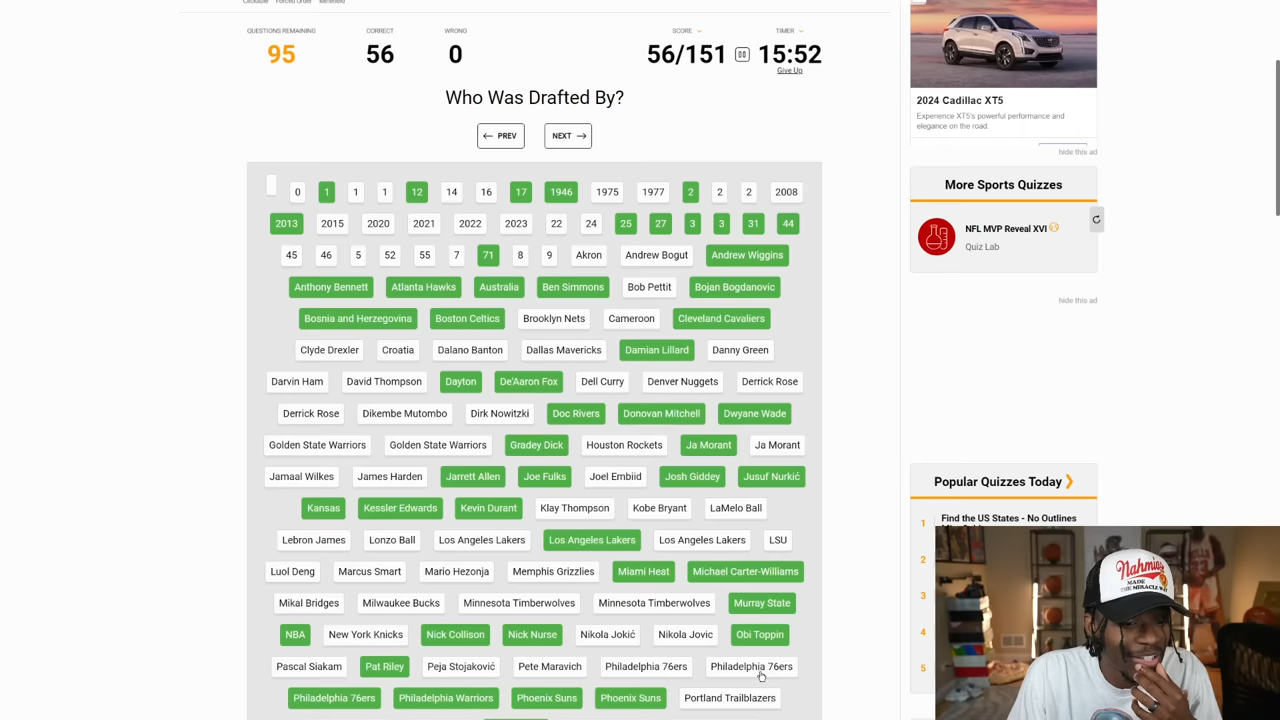 Clickable Forced Order Minefield
QUESTIONS REMAINING CORRECT WRONG SCORE TIMER
95 56 0 56/151 15:52
Give Up
Who Was Drafted By?
← PREV NEXT →
0 1 1 1 12 14 16 17 1946 1975 1977 2 2 2 2008
2013 2015 2020 2021 2022 2023 22 24 25 27 3 3 31 44
45 46 5 52 55 7 71 8 9 Akron Andrew Bogut Andrew Wiggins
Anthony Bennett Atlanta Hawks Australia Ben Simmons Bob Pettit Bojan Bogdanovic
Bosnia and Herzegovina Boston Celtics Brooklyn Nets Cameroon Cleveland Cavaliers
Clyde Drexler Croatia Dalano Banton Dallas Mavericks Damian Lillard Danny Green
Darvin Ham David Thompson Dayton De'Aaron Fox Dell Curry Denver Nuggets Derrick Rose
Derrick Rose Dikembe Mutombo Dirk Nowitzki Doc Rivers Donovan Mitchell Dwyane Wade
Golden State Warriors Golden State Warriors Gradey Dick Houston Rockets Ja Morant Ja Morant
Jamaal Wilkes James Harden Jarrett Allen Joe Fulks Joel Embiid Josh Giddey Jusuf Nurkić
Kansas Kessler Edwards Kevin Durant Klay Thompson Kobe Bryant LaMelo Ball
Lebron James Lonzo Ball Los Angeles Lakers Los Angeles Lakers Los Angeles Lakers LSU
Luol Deng Marcus Smart Mario Hezonja Memphis Grizzlies Miami Heat Michael Carter-Williams
Mikal Bridges Milwaukee Bucks Minnesota Timberwolves Minnesota Timberwolves Murray State
NBA New York Knicks Nick Collison Nick Nurse Nikola Jokić Nikola Jovic Obi Toppin
Pascal Siakam Pat Riley Peja Stojaković Pete Maravich Philadelphia 76ers Philadelphia 76ers
Philadelphia 76ers Philadelphia Warriors Phoenix Suns Phoenix Suns Portland Trailblazers
2024 Cadillac XT5
Experience XT5's powerful performance and
elegance on the road.
hide this ad
More Sports Quizzes
NFL MVP Reveal XVI
Quiz Lab
hide this ad
Popular Quizzes Today ❯
1 Find the US States - No Outlines
2
3
4
5
Nahmias
MADE
THE MIRACLE WAY